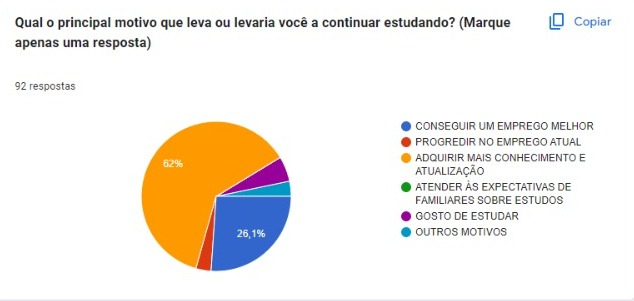 Qual o principal motivo que leva ou levaria você a continuar estudando? (Marque
apenas uma resposta)
Copiar
92 respostas
62%
26,1%
CONSEGUIR UM EMPREGO MELHOR
PROGREDIR NO EMPREGO ATUAL
ADQUIRIR MAIS CONHECIMENTO E
ATUALIZAÇÃO
ATENDER ÀS EXPECTATIVAS DE
FAMILIARES SOBRE ESTUDOS
GOSTO DE ESTUDAR
OUTROS MOTIVOS